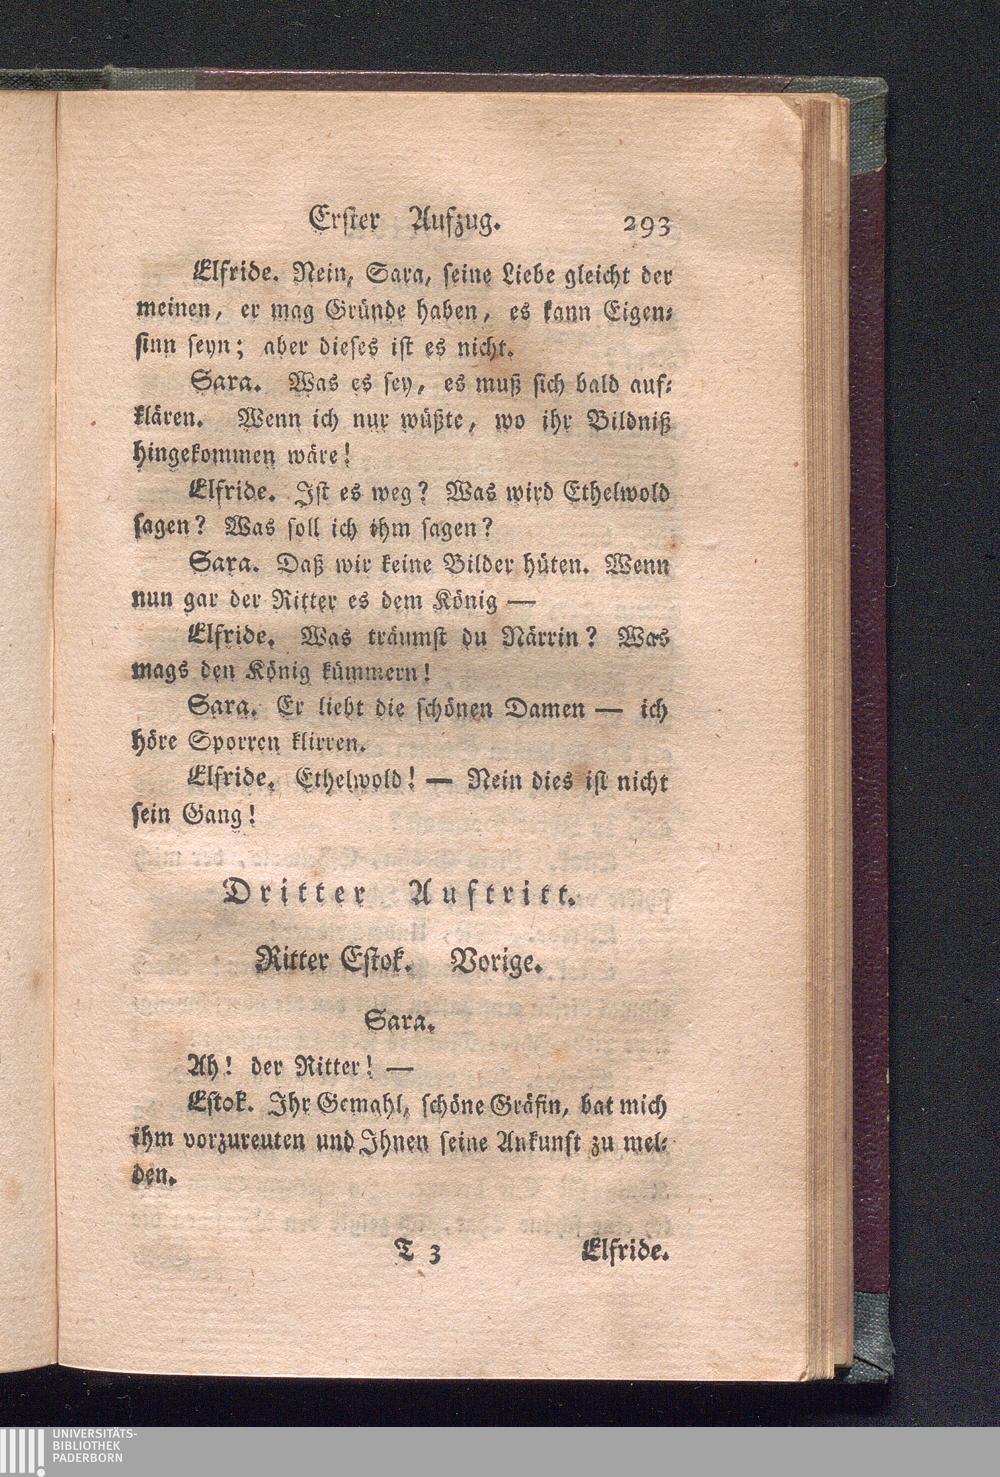 Erster Aufzug. 293
Elfride. Nein, Sara, seine Liebe gleicht der
meinen, er mag Gründe haben, es kann Eigen⸗
sinn seyn; aber dieses ist es nicht.
Sara. Was es sey, es muß sich bald auf⸗
klären. Wenn ich nur wüßte, wo ihr Bildniß
hingekommen wäre!
Elfride. Ist es weg? Was wird Ethelwold
sagen? Was soll ich ihm sagen?
Sara. Daß wir keine Bilder hüten. Wenn
nun gar der Ritter es dem König —
Elfride. Was träumst du Närrin? Was
mags den König kümmern!
Sara. Er liebt die schönen Damen — ich
höre Sporren klirren.
Elfride. Ethelwold! — Nein dies ist nicht
sein Gang!
Dritter Auftritt.
Ritter Estok. Vorige.
Sara.
Ah! der Ritter! —
Estok. Ihr Gemahl, schöne Gräfin, bat mich
ihm vorzureuten und Ihnen seine Ankunft zu mel⸗
den.
T 3 Elfride.
UNIVERSITÄTS-
BIBLIOTHEK
PADERBORN